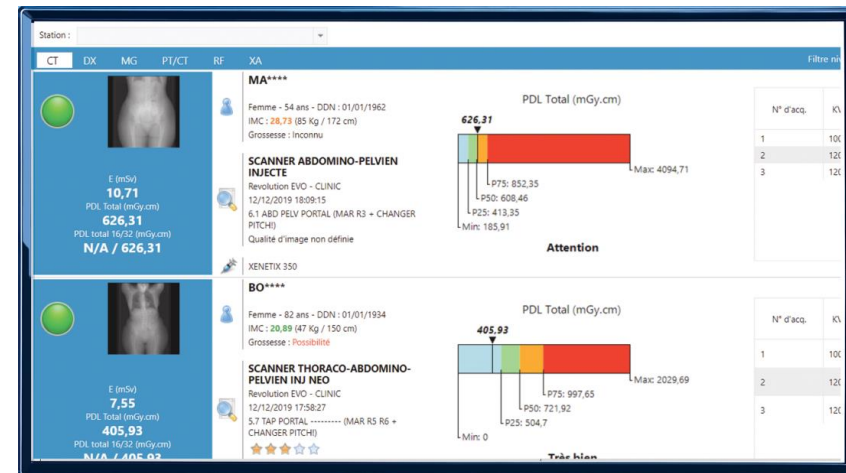 Station :
CT DX MG PT/CT RF XA
MA****
Femme - 54 ans - DDN : 01/01/1962
IMC : 28,73 (85 Kg / 172 cm)
Grossesse : Inconnu
SCANNER ABDOMINO-PELVIEN
INJECTE
Revolution EVO - CLINIC
12/12/2019 18:09:15
6.1 ABD PELV PORTAL (MAR R3 + CHANGER
PITCH!)
Qualité d'image non définie
XENETIX 350
E (mSv)
10,71
PDL Total (mGy.cm)
626,31
PDL total 16/32 (mGy.cm)
N/A / 626,31
PDL Total (mGy.cm)
626,31
Max: 4094,71
P75: 852,35
P50: 608,46
P25: 413,35
Min: 185,91
Attention
Filtre niv
N° d'acq. KV
1 100
2 120
3 120
BO****
Femme - 82 ans - DDN : 01/01/1934
IMC : 20,89 (47 Kg / 150 cm)
Grossesse : Possibilité
SCANNER THORACO-ABDOMINO-
PELVIEN INJ NEO
Revolution EVO - CLINIC
12/12/2019 17:58:27
5.7 TAP PORTAL --------- (MAR R5 R6 +
CHANGER PITCH!)
E (mSv)
7,55
PDL Total (mGy.cm)
405,93
PDL total 16/32 (mGy.cm)
N/A / 405,93
PDL Total (mGy.cm)
405,93
Max: 2029,69
P75: 997,65
P50: 721,92
P25: 504,7
Min: 0
Très bien
N° d'acq. KV
1 100
2 120
3 120